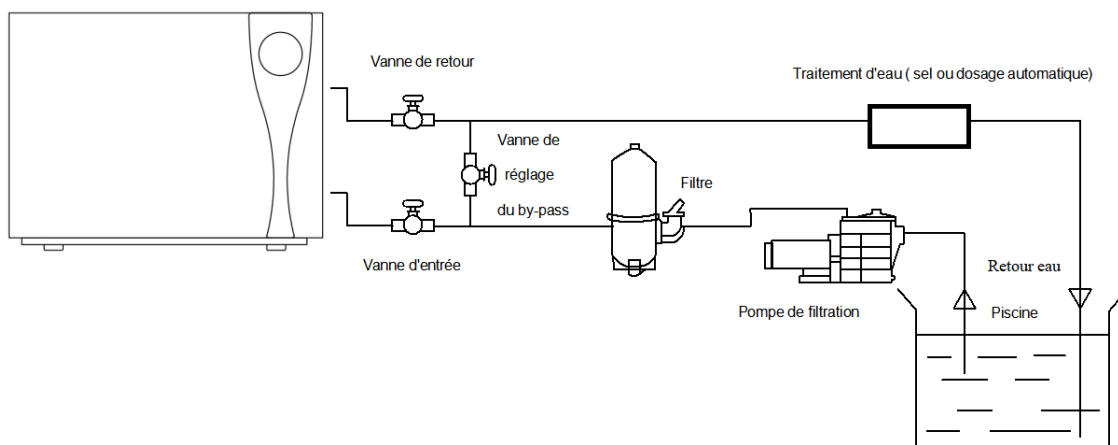 Vanne de retour
Traitement d'eau ( sel ou dosage automatique)
Vanne de
réglage
du by-pass
Filtre
Vanne d'entrée
Retour eau
Pompe de filtration
Piscine